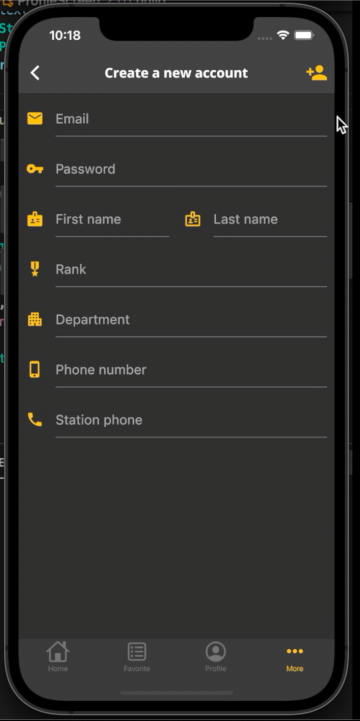 ProfileScreen
10:18
Create a new account
Email
Password
First name Last name
Rank
Department
Phone number
Station phone
Home Favorite Profile More